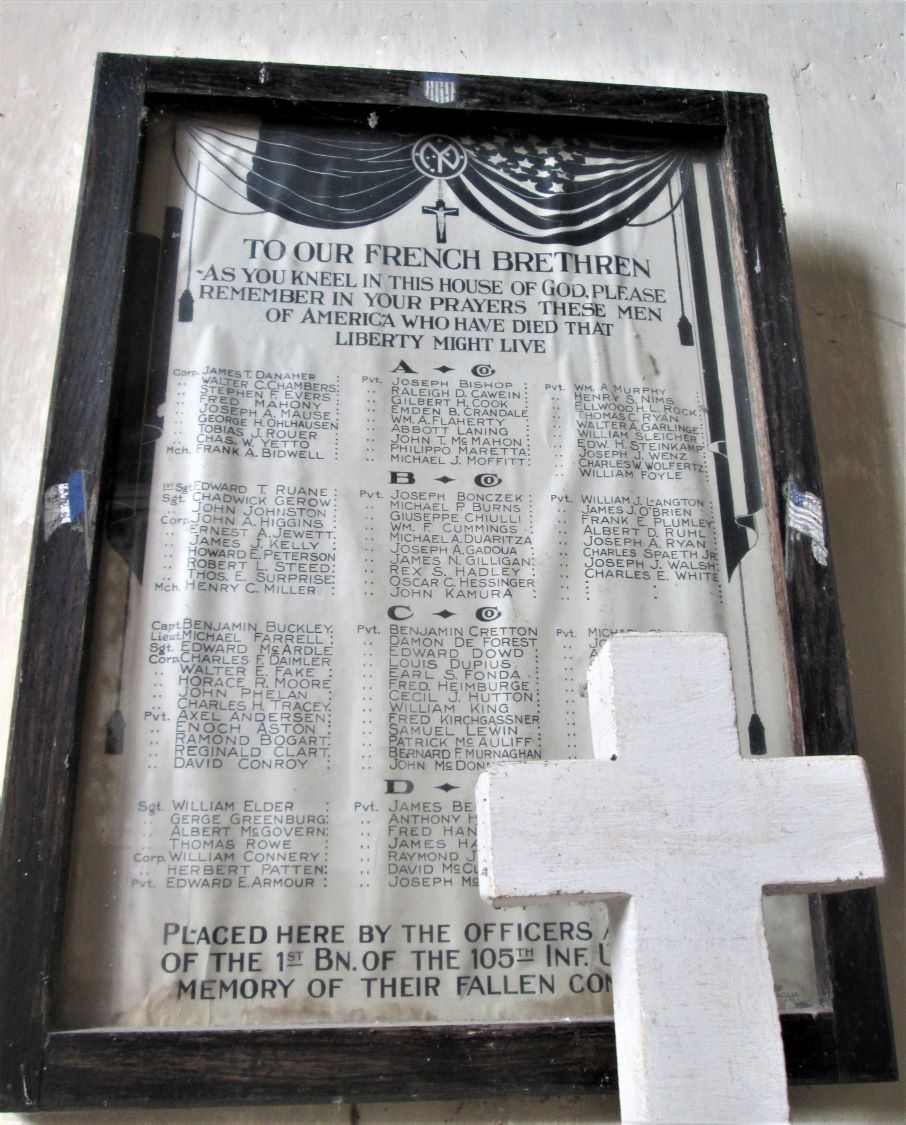 NY
TO OUR FRENCH BRETHREN
AS YOU KNEEL IN THIS HOUSE OF GOD, PLEASE
REMEMBER IN YOUR PRAYERS THESE MEN
OF AMERICA WHO HAVE DIED THAT
LIBERTY MIGHT LIVE
A ✦ Co
Corp. JAMES T. DANAHER
" WALTER C. CHAMBERS
" STEPHEN F. EVERS
" FRED MAHONY
" JOSEPH A. MAUSE
" GEORGE H. OHLHAUSEN
" TOBIAS J. ROUER
" CHAS. W. YETTO
Mch. FRANK A. BIDWELL
Pvt. JOSEPH BISHOP
" RALEIGH D. CAWEIN
" GILBERT H. COOK
" EMDEN B. CRANDALE
" WM. A. FLAHERTY
" ABBOTT LANING
" JOHN T. McMAHON
" PHILIPPO MARETTA
" MICHAEL J. MOFFITT
Pvt. WM. A. MURPHY
" HENRY S. NIMS
" ELLWOOD H. L. ROCK
" THOMAS C. RYAN
" WALTER A. GARLINGE
" WILLIAM SLEICHER
" EDW. H. STEINKAMP
" JOSEPH J. WENZ
" CHARLES W. WOLFERTZ
" WILLIAM FOYLE
B ✦ Co
1st Sgt. EDWARD T. RUANE
Sgt. CHADWICK GEROW
" JOHN JOHNSTON
Corp. JOHN A. HIGGINS
" ERNEST A. JEWETT
" JAMES J. KELLY
" HOWARD E. PETERSON
" ROBERT L. STEED
" THOS. E. SURPRISE
Mch. HENRY C. MILLER
Pvt. JOSEPH BONCZEK
" MICHAEL P. BURNS
" GIUSEPPE CHIULLI
" WM. F. CUMMINGS
" MICHAEL A. DUARITZA
" JOSEPH A. GADOUA
" JAMES N. GILLIGAN
" REX S. HADLEY
" OSCAR C. HESSINGER
" JOHN KAMURA
Pvt. WILLIAM J. LANGTON
" JAMES J. O'BRIEN
" FRANK E. PLUMLEY
" ALBERT D. RUHL
" JOSEPH A. RYAN
" CHARLES SPAETH Jr.
" JOSEPH J. WALSH
" CHARLES E. WHITE
C ✦ Co
Capt. BENJAMIN BUCKLEY
Lieut. MICHAEL FARRELL
Sgt. EDWARD McARDLE
Corp. CHARLES F. DAIMLER
" WALTER E. FAKE
" HORACE R. MOORE
" JOHN PHELAN
" CHARLES H. TRACEY
Pvt. AXEL ANDERSEN
" ENOCH ASTON
" RAMOND BOGART
" REGINALD CLART
" DAVID CONROY
Pvt. BENJAMIN CRETTON
" DAMON DE FOREST
" EDWARD DOWD
" LOUIS DUPIUS
" EARL S. FONDA
" FRED. HEIMBURGE
" CECIL J. HUTTON
" WILLIAM KING
" FRED KIRCHGASSNER
" SAMUEL LEWIN
" PATRICK McAULIFF
" BERNARD F. MURNAGHAN
" JOHN McDON
Pvt.
D ✦
Sgt. WILLIAM ELDER
" GERGE GREENBURG
" ALBERT McGOVERN
" THOMAS ROWE
Corp. WILLIAM CONNERY
" HERBERT PATTEN
Pvt. EDWARD E. ARMOUR
Pvt. JAMES BE
" ANTHONY
" FRED HAN
" JAMES HA
" RAYMOND J
" DAVID McCL
" JOSEPH Mc
PLACED HERE BY THE OFFICERS
OF THE 1ST BN. OF THE 105TH INF. U
MEMORY OF THEIR FALLEN CO